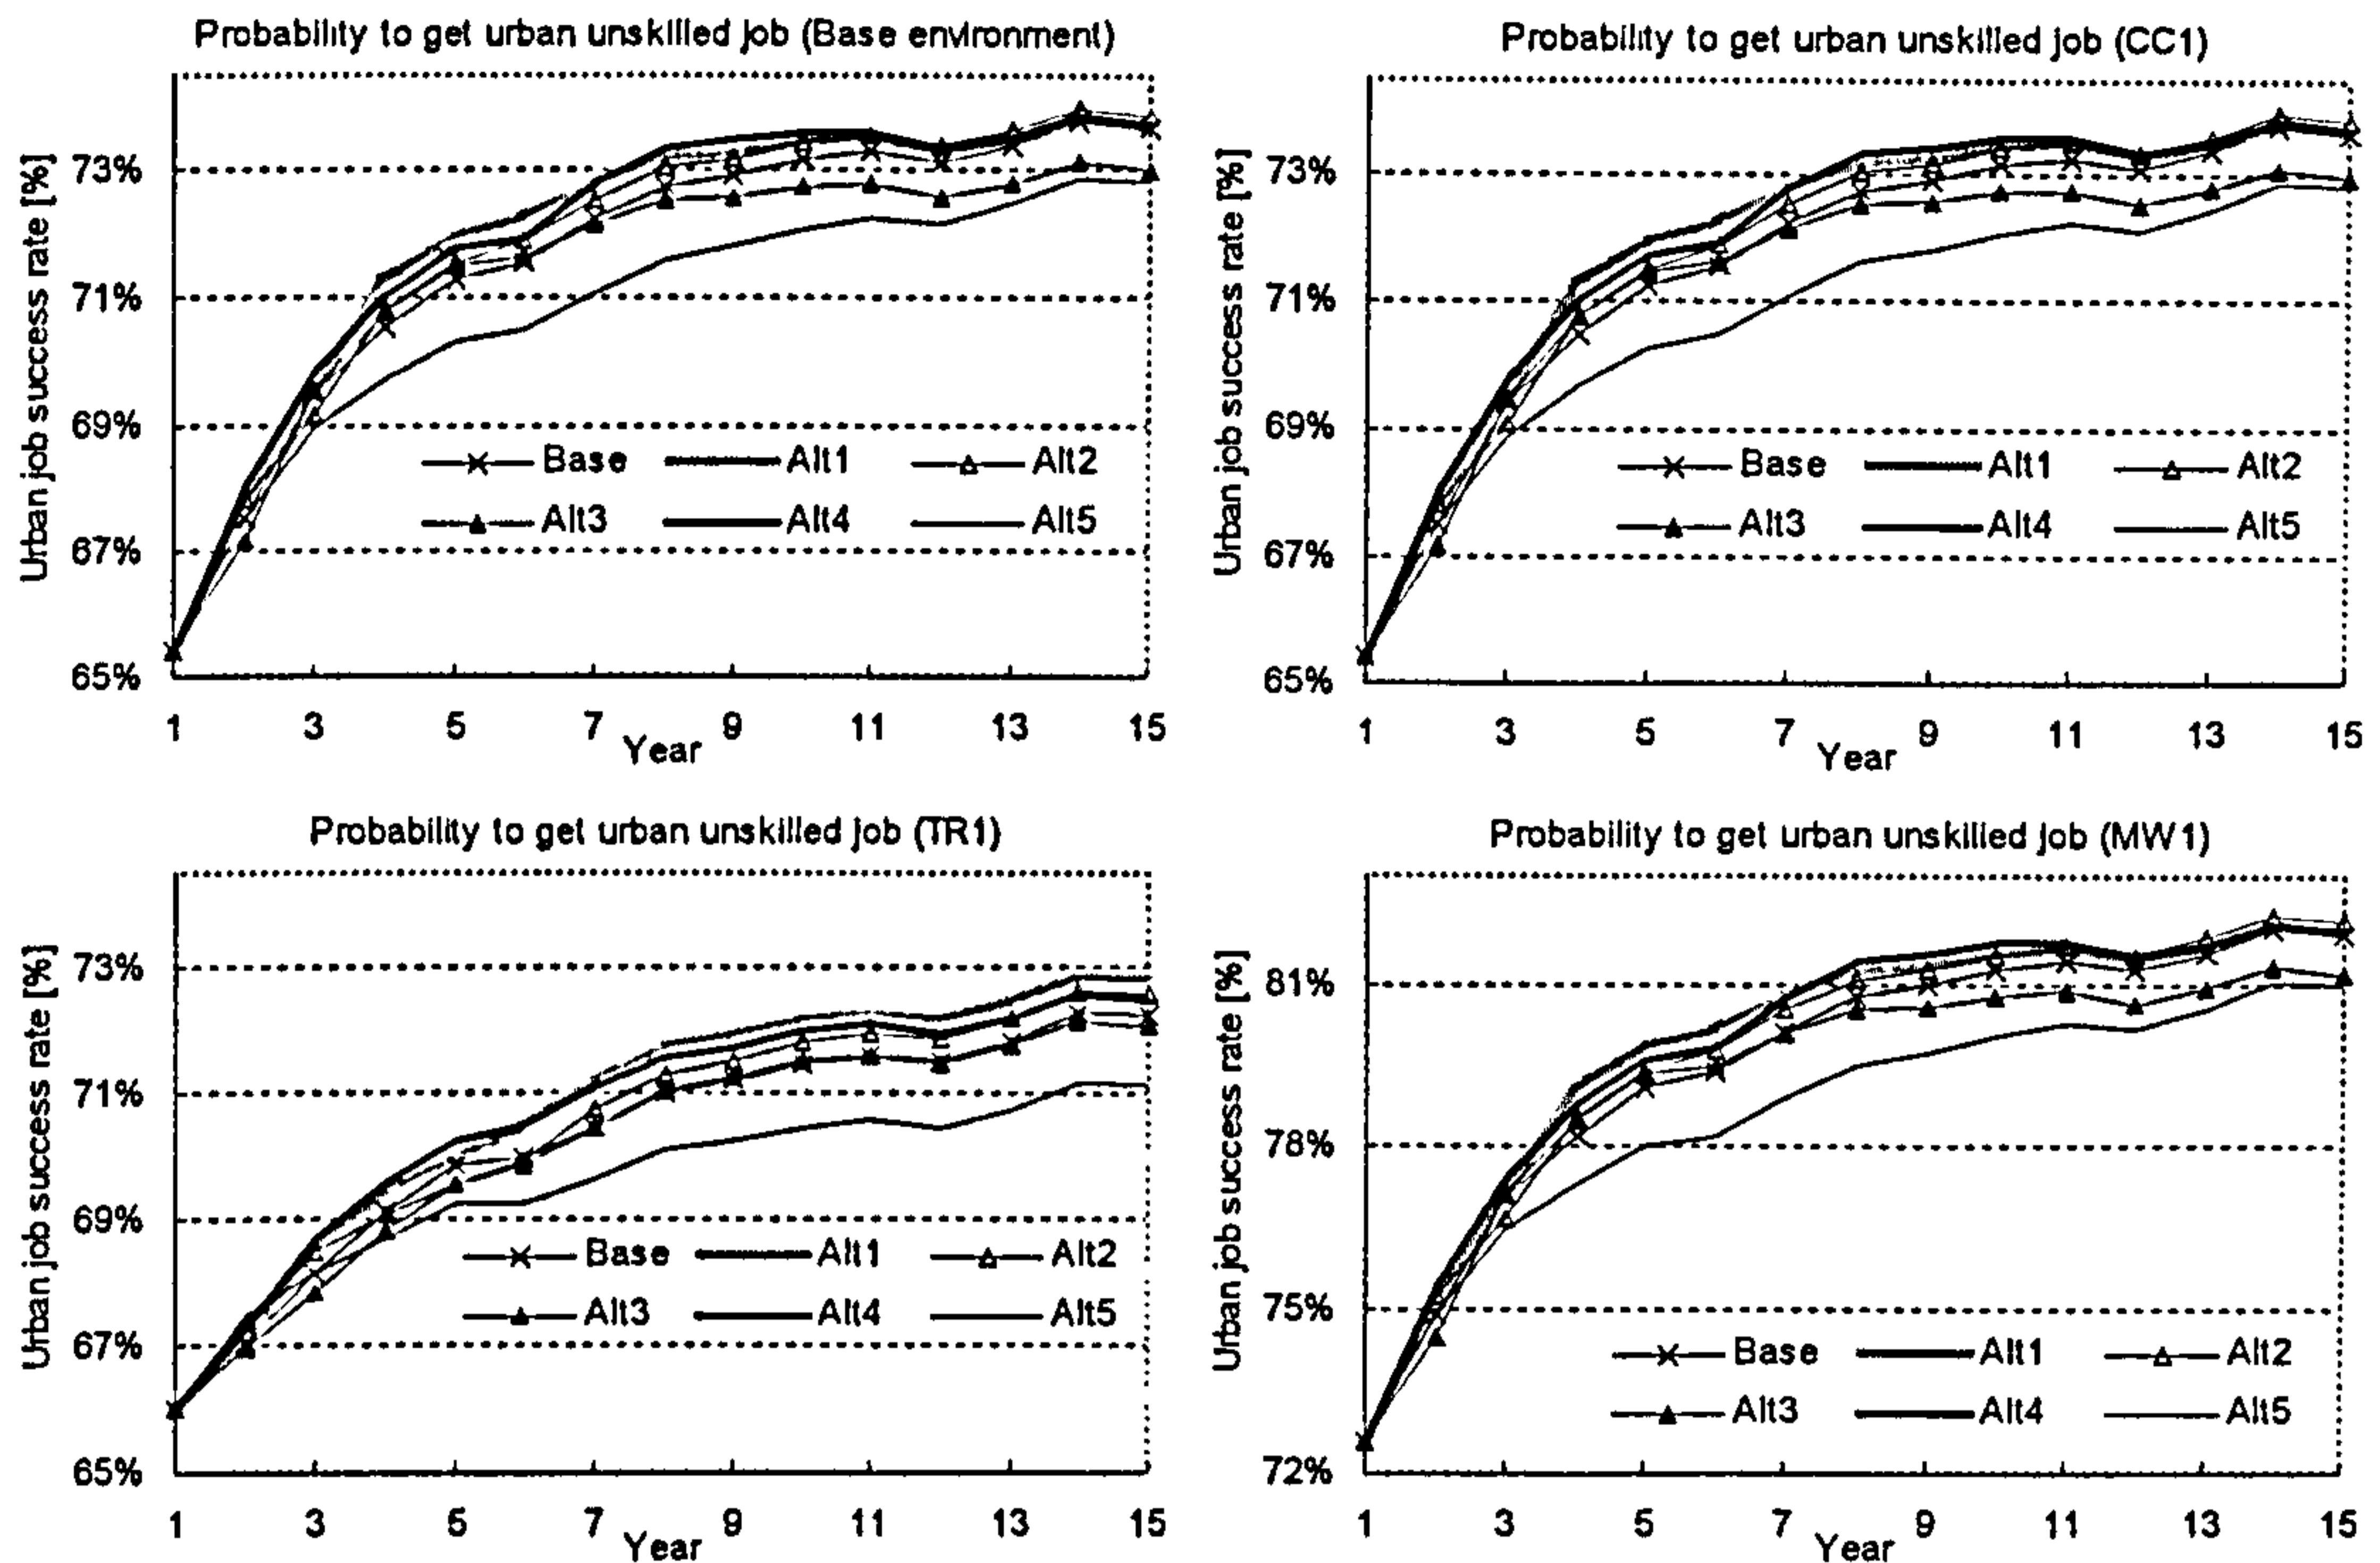 Probability to get urban unskilled job (Base environment)
Urban job success rate [%]
73%
71%
69%
67%
65%
Base Alt1 Alt2
Alt3 Alt4 Alt5
1 3 5 7 9 11 13 15
Year
Probability to get urban unskilled job (CC1)
Urban job success rate [%]
73%
71%
69%
67%
65%
Base Alt1 Alt2
Alt3 Alt4 Alt5
1 3 5 7 9 11 13 15
Year
Probability to get urban unskilled job (TR1)
Urban job success rate [%]
73%
71%
69%
67%
65%
Base Alt1 Alt2
Alt3 Alt4 Alt5
1 3 5 7 9 11 13 15
Year
Probability to get urban unskilled job (MW1)
Urban job success rate [%]
81%
78%
75%
72%
Base Alt1 Alt2
Alt3 Alt4 Alt5
1 3 5 7 9 11 13 15
Year